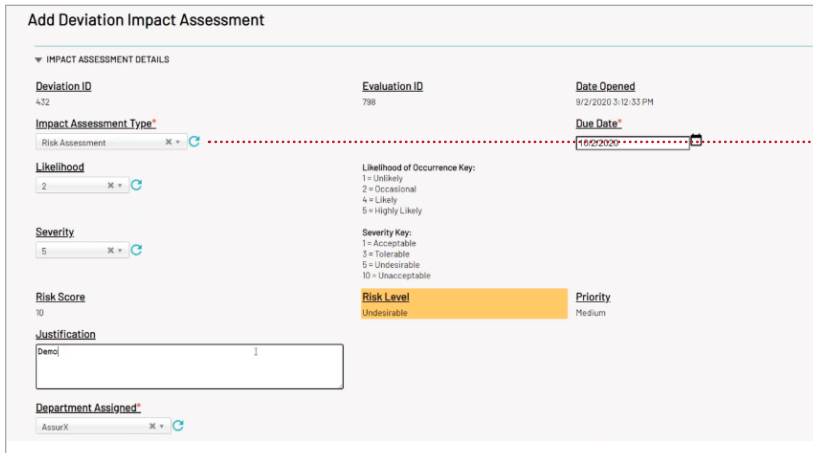 Add Deviation Impact Assessment
IMPACT ASSESSMENT DETAILS
Deviation ID
432
Evaluation ID
798
Date Opened
9/2/2020 3:12:33 PM
Impact Assessment Type*
Risk Assessment
Due Date*
10/2/2020
Likelihood
2
Likelihood of Occurrence Key:
1 = Unlikely
2 = Occasional
4 = Likely
5 = Highly Likely
Severity
5
Severity Key:
1 = Acceptable
3 = Tolerable
5 = Undesirable
10 = Unacceptable
Risk Score
10
Risk Level
Undesirable
Priority
Medium
Justification
Demo
Department Assigned*
AssurX